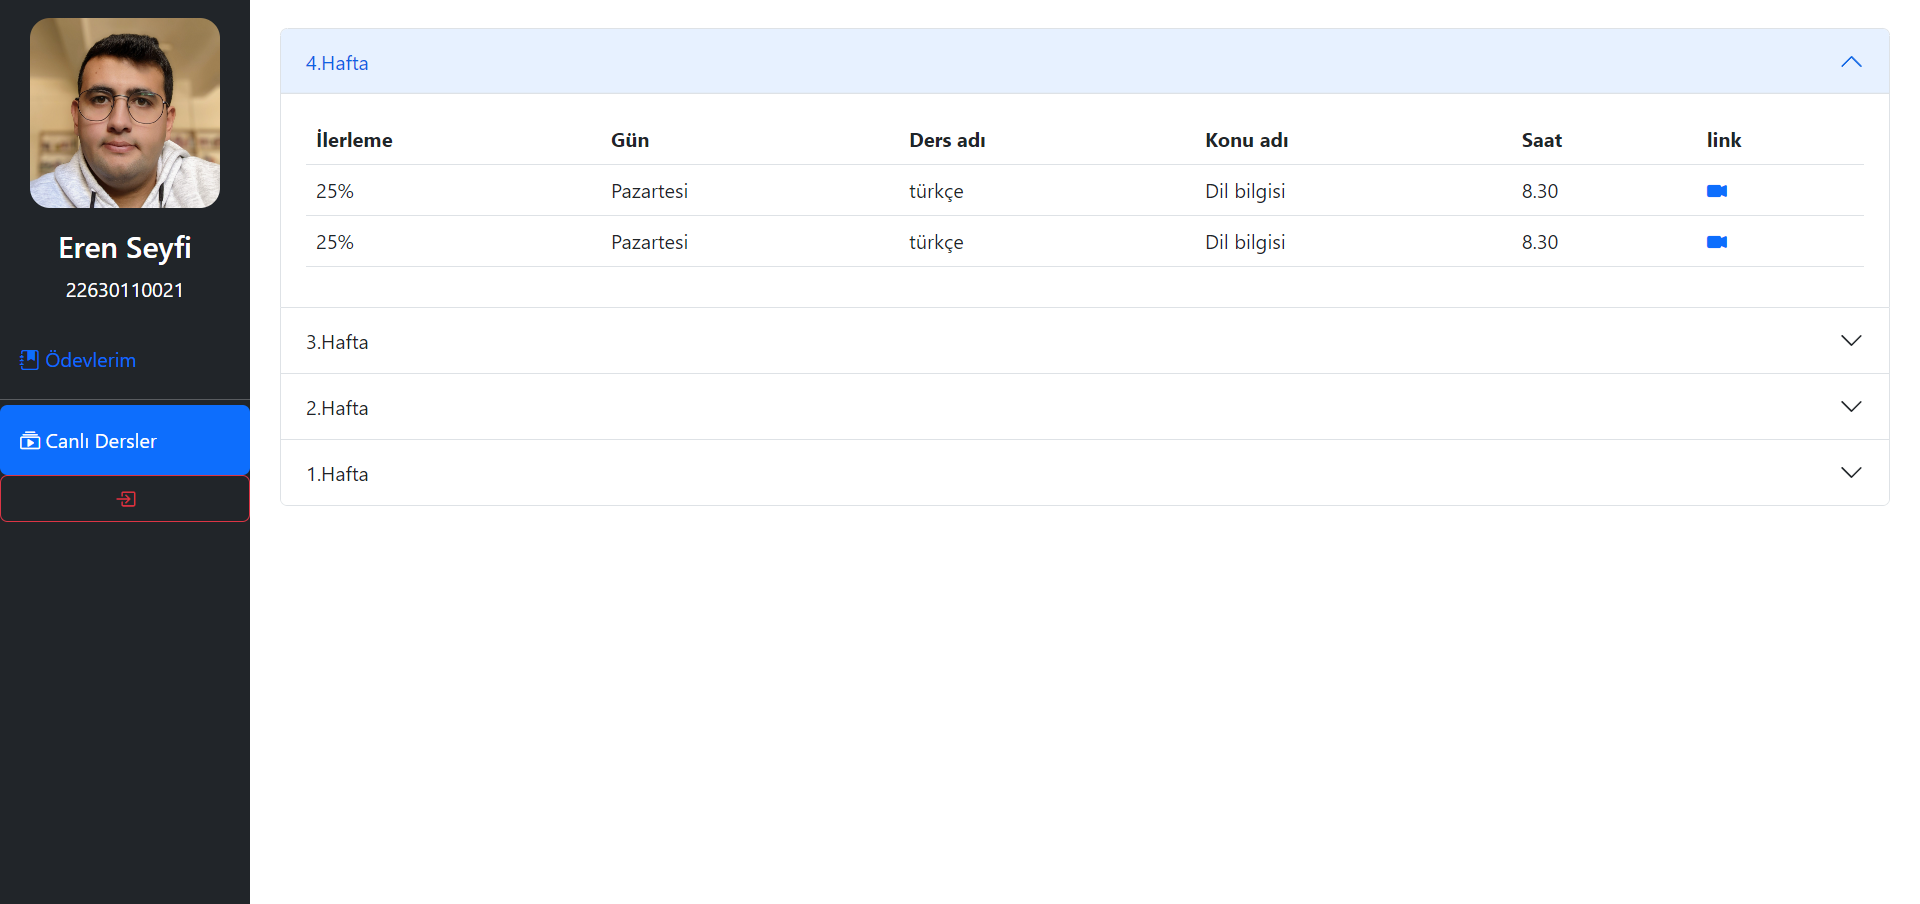 Eren Seyfi
22630110021
Ödevlerim
Canlı Dersler
4.Hafta
İlerleme Gün Ders adı Konu adı Saat link
25% Pazartesi türkçe Dil bilgisi 8.30
25% Pazartesi türkçe Dil bilgisi 8.30
3.Hafta
2.Hafta
1.Hafta